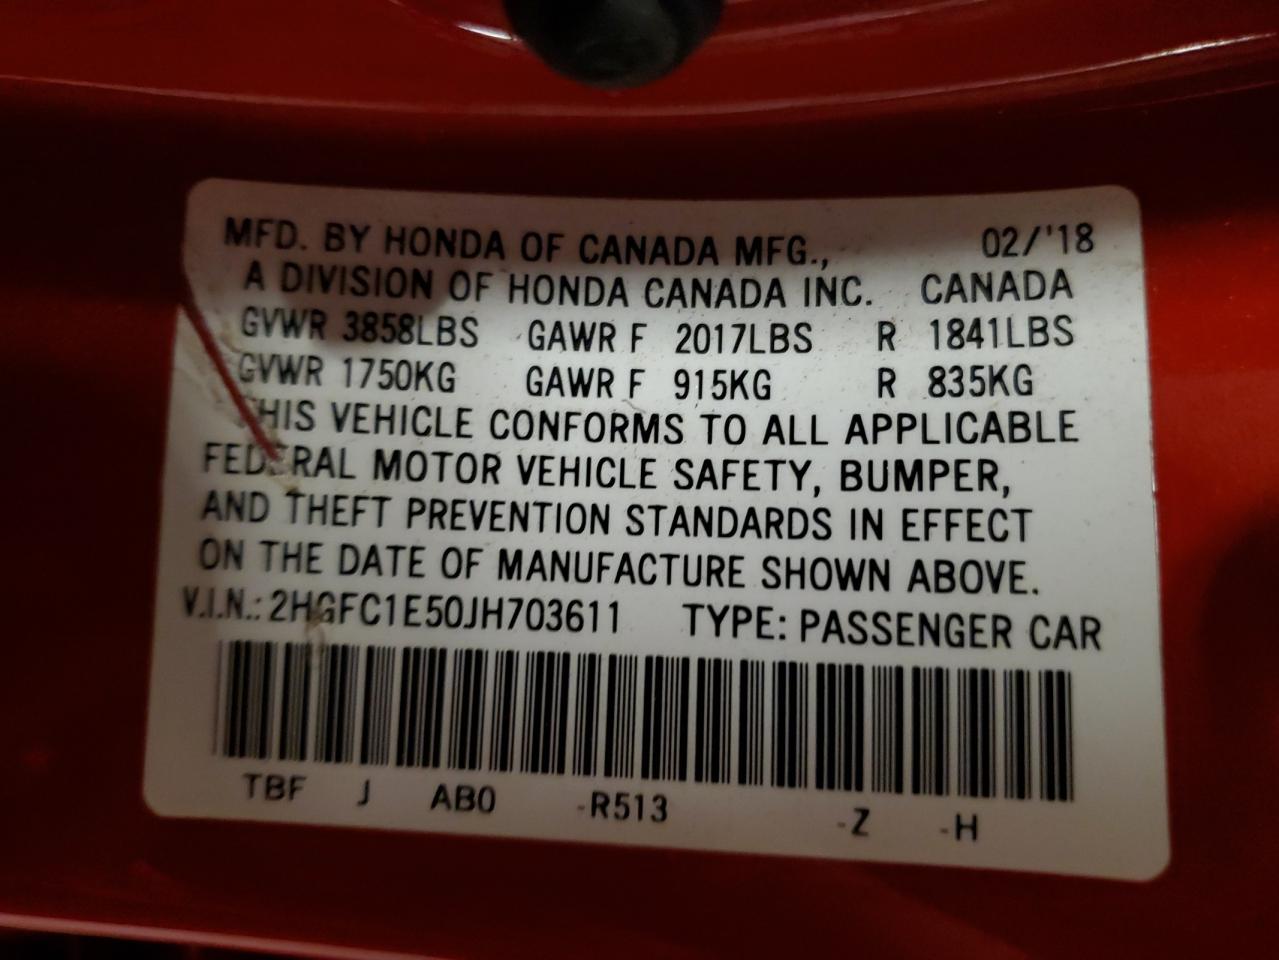 MFD. BY HONDA OF CANADA MFG., 02/'18
A DIVISION OF HONDA CANADA INC. CANADA
GVWR 3858LBS GAWR F 2017LBS R 1841LBS
GVWR 1750KG GAWR F 915KG R 835KG
THIS VEHICLE CONFORMS TO ALL APPLICABLE
FEDERAL MOTOR VEHICLE SAFETY, BUMPER,
AND THEFT PREVENTION STANDARDS IN EFFECT
ON THE DATE OF MANUFACTURE SHOWN ABOVE.
V.I.N.: 2HGFC1E50JH703611 TYPE: PASSENGER CAR
TBF J AB0 -R513 -Z -H